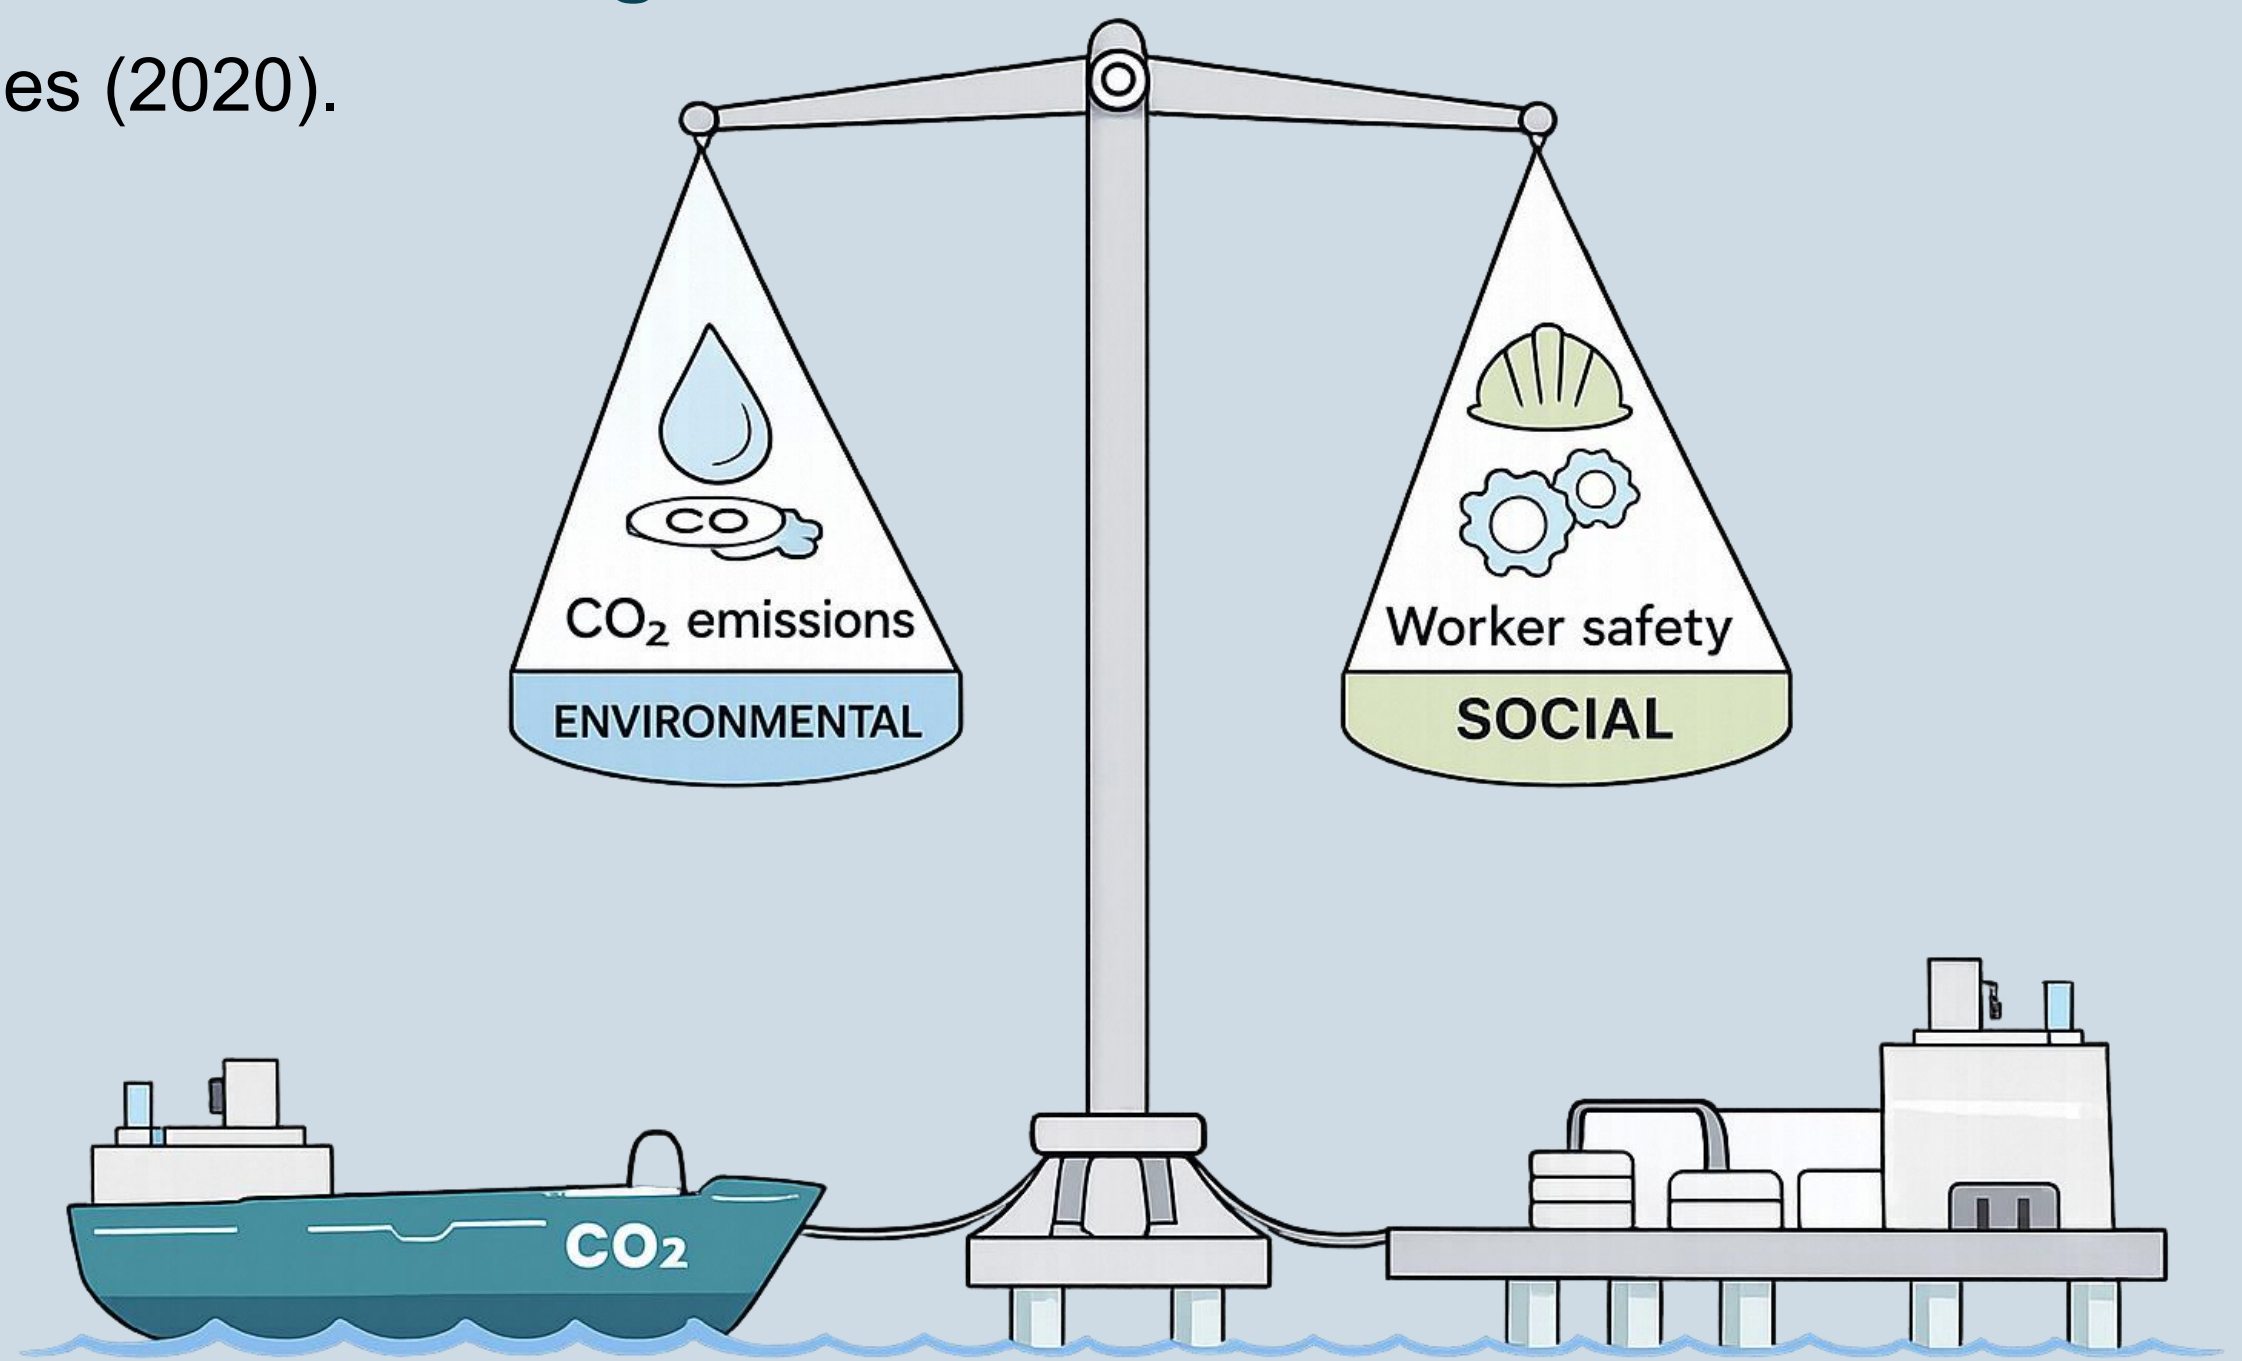 es (2020).
CO
CO₂ emissions
ENVIRONMENTAL
Worker safety
SOCIAL
CO₂